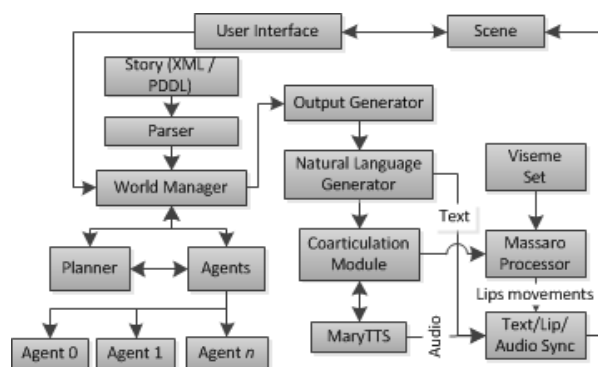 User Interface
Scene
Story (XML /
PDDL)
Output Generator
Parser
Natural Language
Generator
Viseme
Set
World Manager
Text
Planner
Agents
Coarticulation
Module
Massaro
Processor
Lips movements
MaryTTS
Audio
Text/Lip/
Audio Sync
Agent 0
Agent 1
Agent n